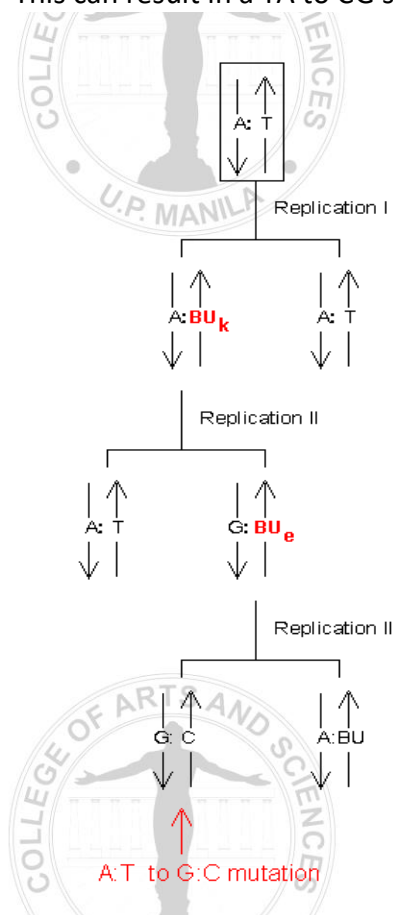 This can result in a TA to CG s
COLLEGE OF ARTS AND SCIENCES
U.P. MANILA
A: T
Replication I
A:BUk
A: T
Replication II
A: T
G: BUe
Replication II
G: C
A:BU
COLLEGE OF ARTS AND SCIENCES
A:T to G:C mutation